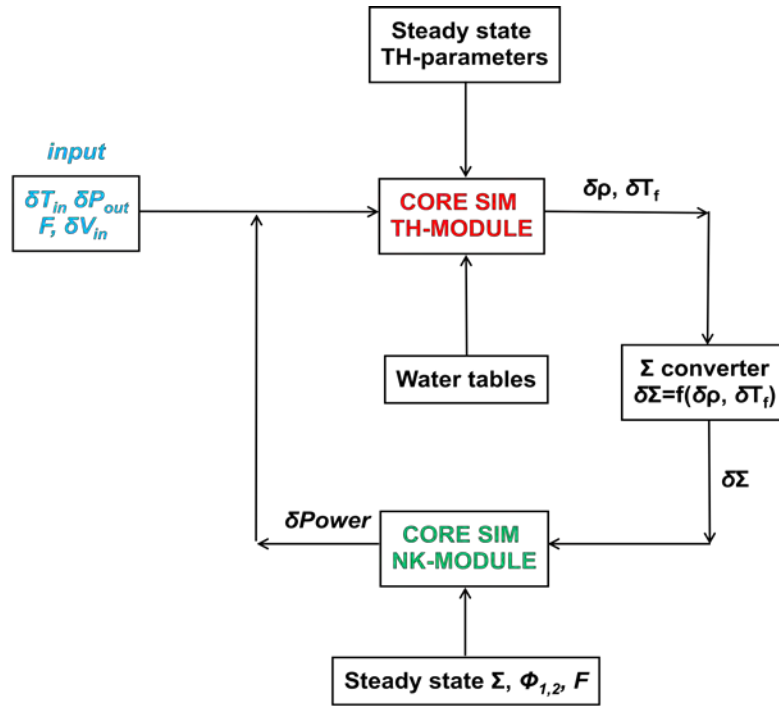 Steady state
TH-parameters
input
δT_in δP_out
F, δV_in
CORE SIM
TH-MODULE
δρ, δT_f
Water tables
Σ converter
δΣ=f(δρ, δT_f)
δΣ
δPower
CORE SIM
NK-MODULE
Steady state Σ, Φ_1,2, F